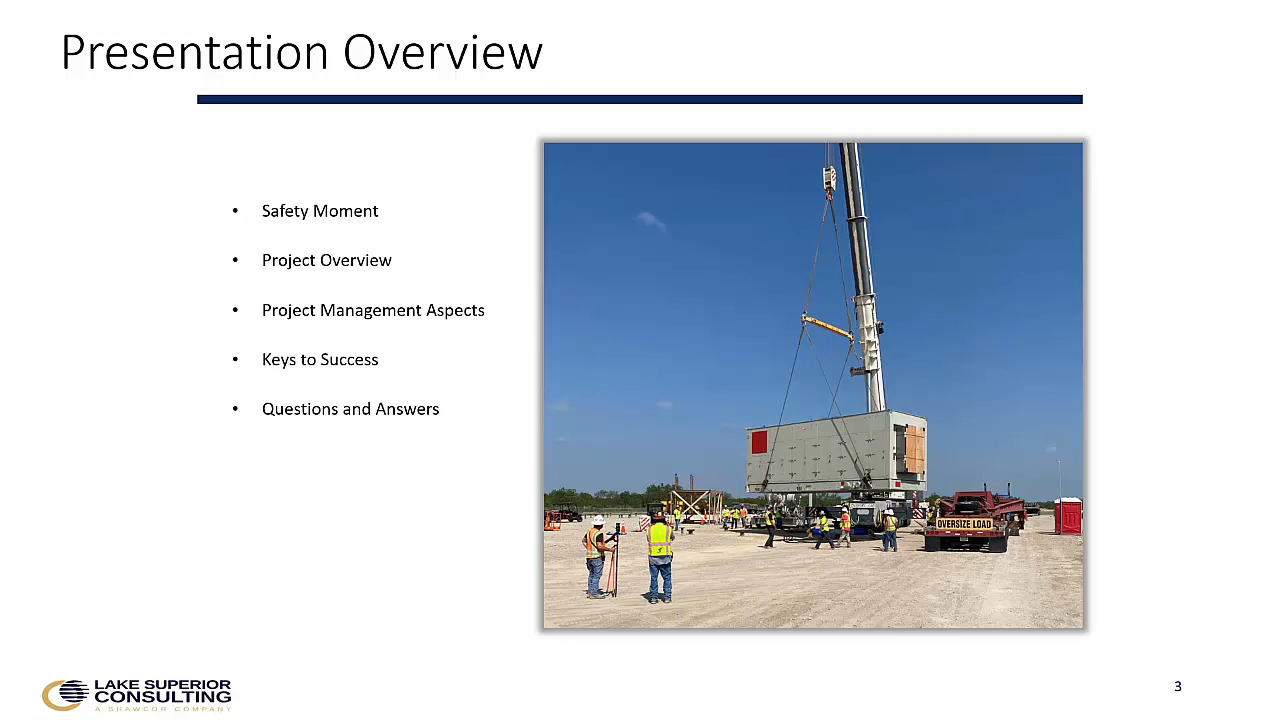 Presentation Overview
• Safety Moment
• Project Overview
• Project Management Aspects
• Keys to Success
• Questions and Answers
OVERSIZE LOAD
LAKE SUPERIOR
CONSULTING
A SHAWCOR COMPANY
3